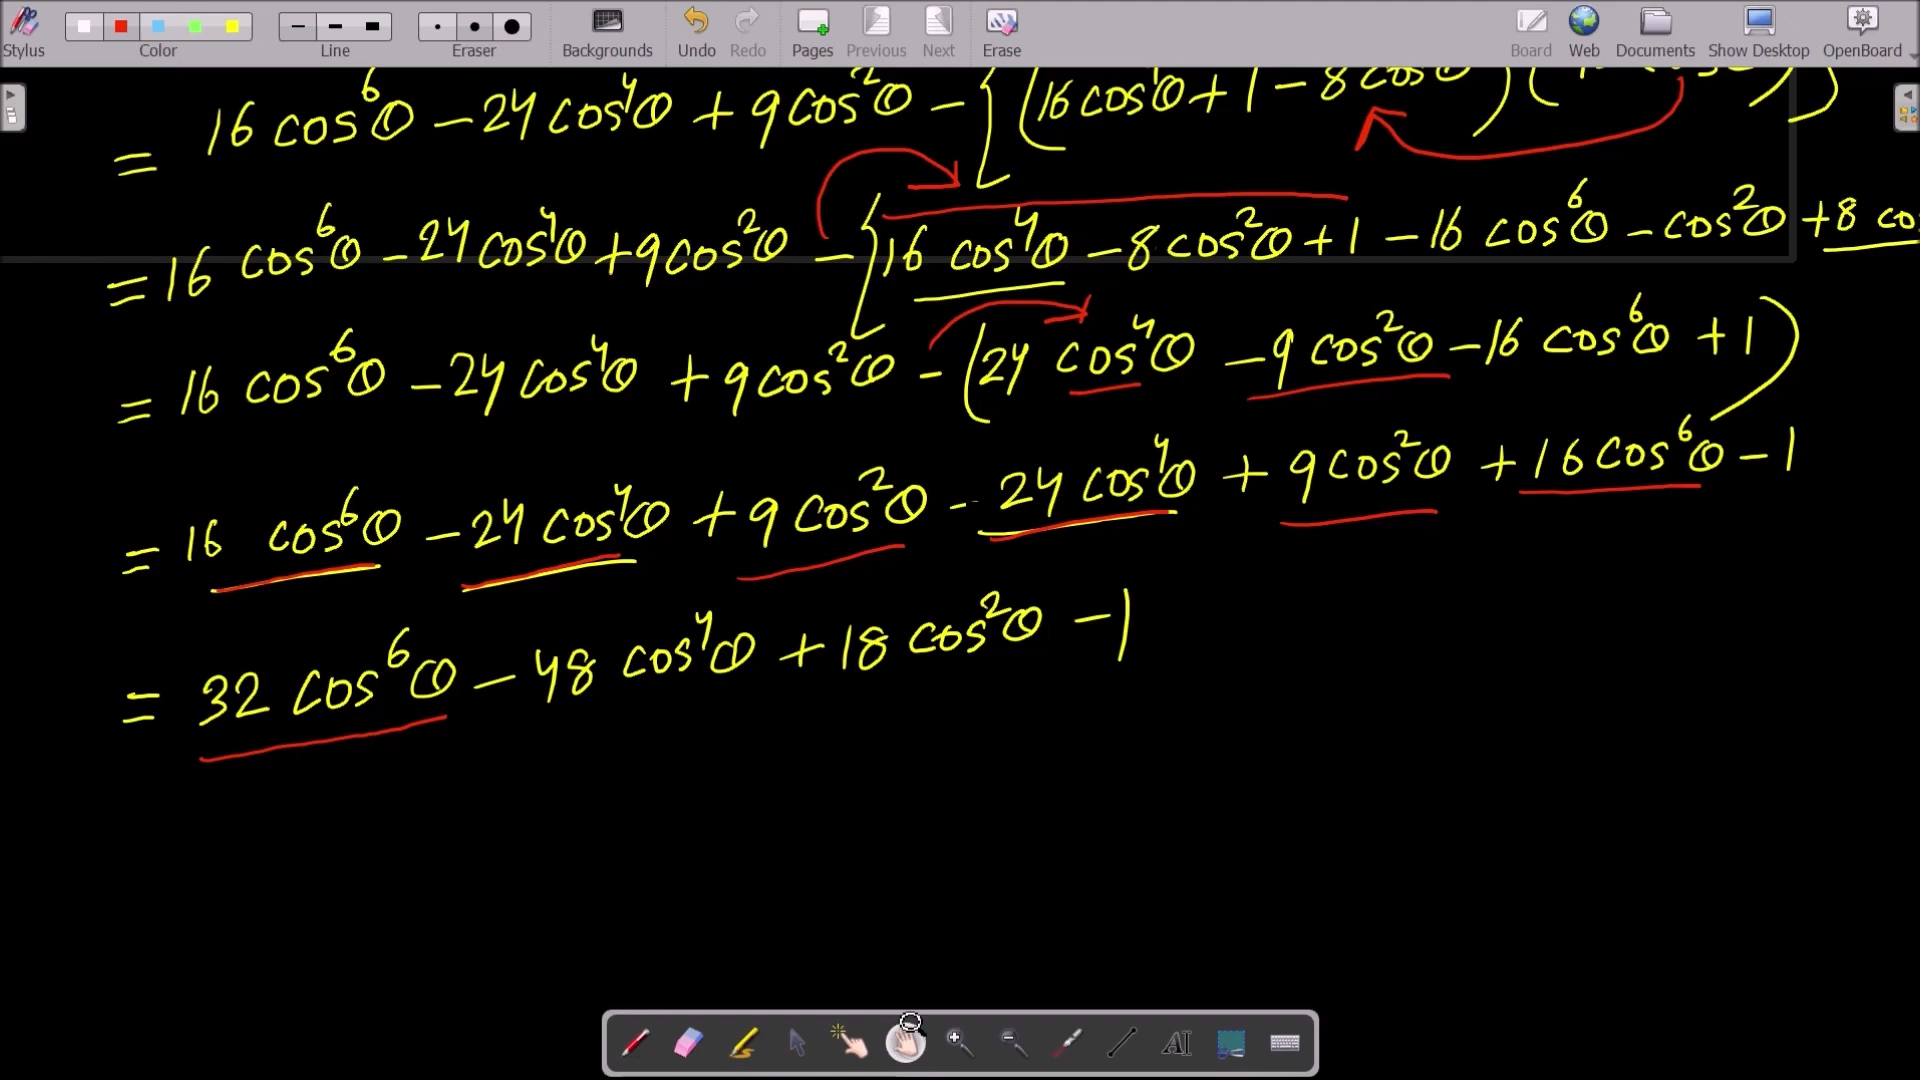 Stylus Color Line Eraser Backgrounds Undo Redo Pages Previous Next Erase Board Web Documents Show Desktop OpenBoard
= 16 cos⁶θ - 24 cos⁴θ + 9 cos²θ - { (16 cos⁴θ + 1 - 8 cos²θ) (
= 16 cos⁶θ - 24 cos⁴θ + 9 cos²θ - { 16 cos⁴θ - 8 cos²θ + 1 - 16 cos⁶θ - cos²θ + 8 co
= 16 cos⁶θ - 24 cos⁴θ + 9 cos²θ - (24 cos⁴θ - 9 cos²θ - 16 cos⁶θ + 1)
= 16 cos⁶θ - 24 cos⁴θ + 9 cos²θ - 24 cos⁴θ + 9 cos²θ + 16 cos⁶θ - 1
= 32 cos⁶θ - 48 cos⁴θ + 18 cos²θ - 1
AI